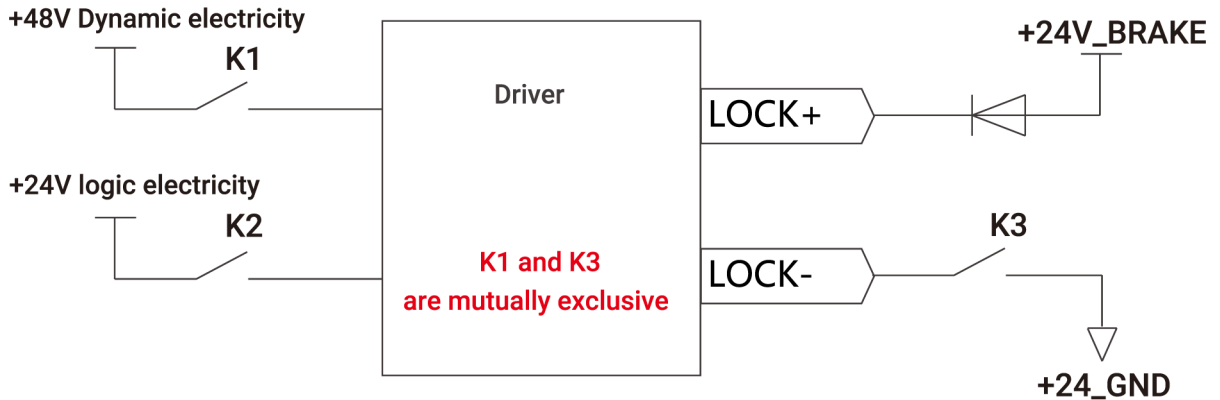 +48V Dynamic electricity
K1
+24V logic electricity
K2
Driver
K1 and K3
are mutually exclusive
LOCK+
+24V_BRAKE
LOCK-
K3
+24_GND